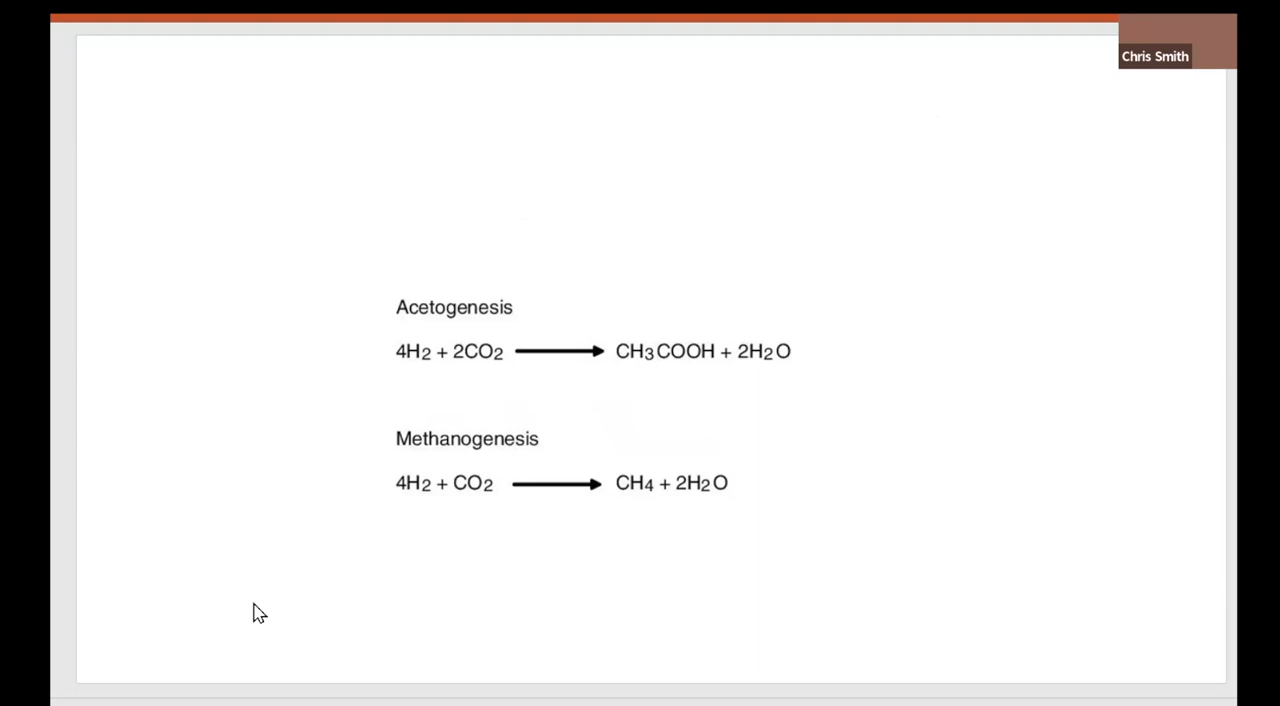 Chris Smith
Acetogenesis
4H2 + 2CO2 ⟶ CH3COOH + 2H2O
Methanogenesis
4H2 + CO2 ⟶ CH4 + 2H2O